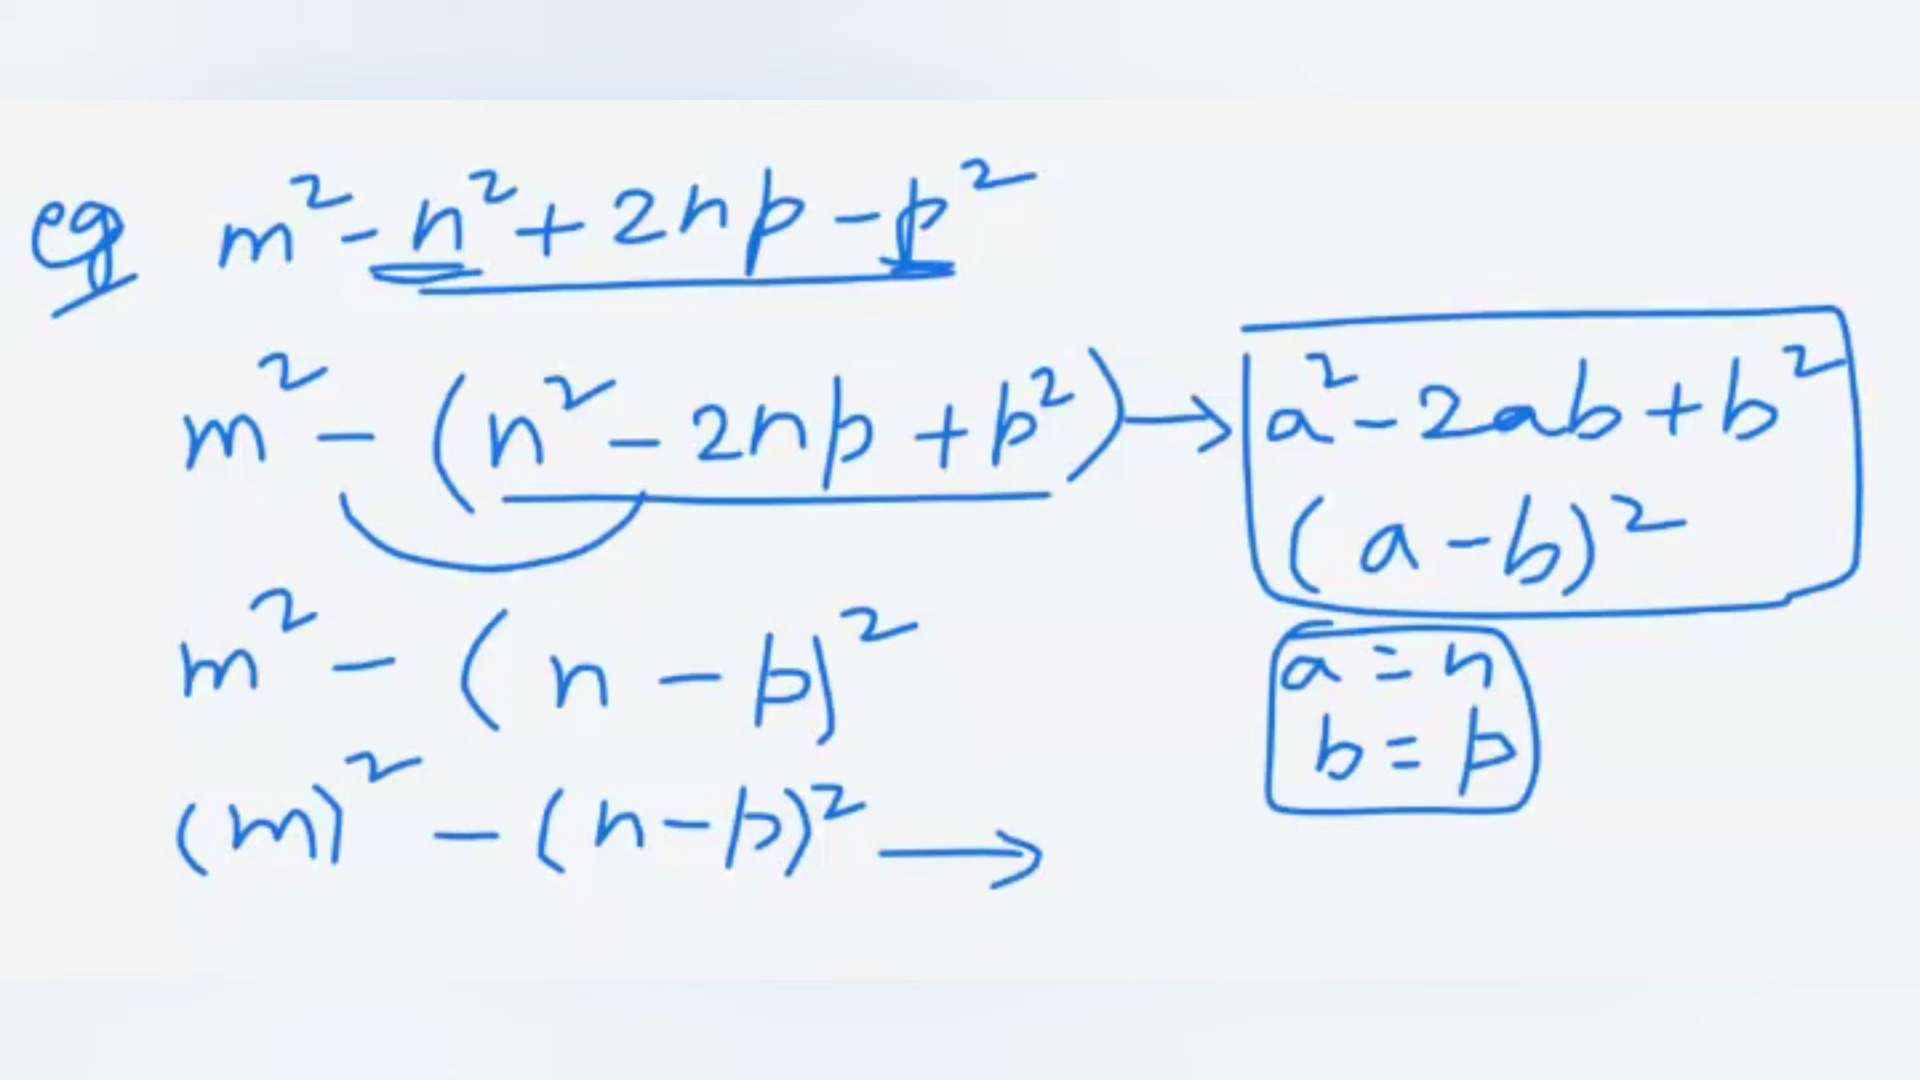 eg m² - n² + 2np - p²
m² - (n² - 2np + p²) → a² - 2ab + b²
(a - b)²
m² - (n - p)²
a = n
b = p
(m)² - (n - p)² →